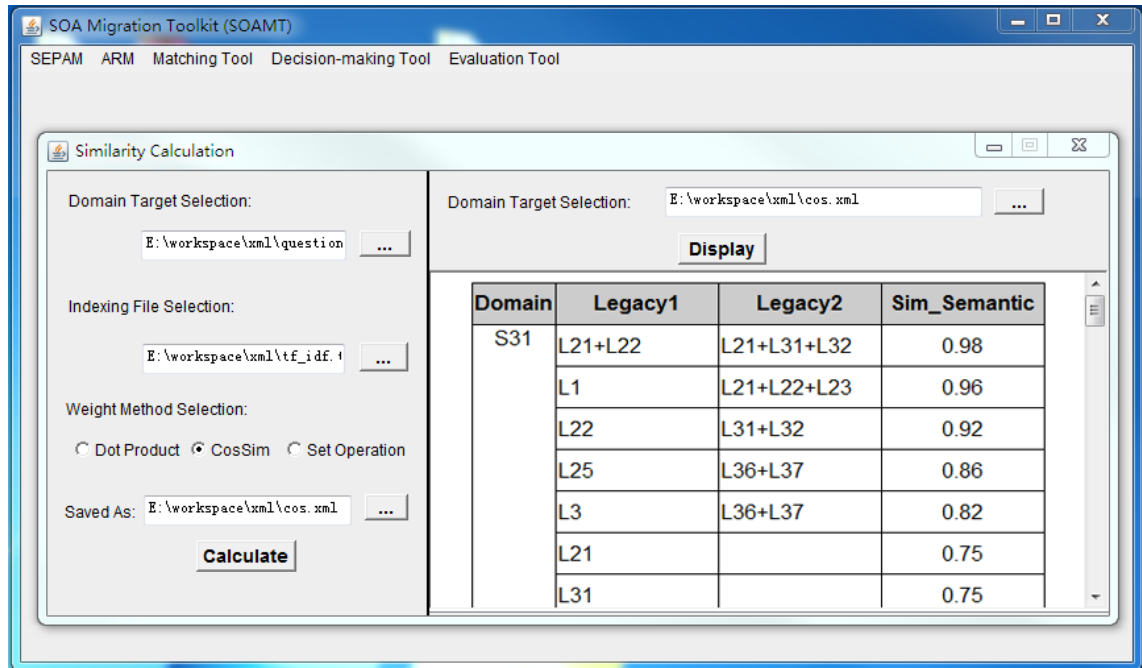 SOA Migration Toolkit (SOAMT)
SEPAM ARM Matching Tool Decision-making Tool Evaluation Tool
Similarity Calculation
Domain Target Selection:
E:\workspace\xml\question
...
Indexing File Selection:
E:\workspace\xml\tf_idf.
...
Weight Method Selection:
Dot Product CosSim Set Operation
Saved As: E:\workspace\xml\cos.xml ...
Calculate
Domain Target Selection: E:\workspace\xml\cos.xml ...
Display
Domain Legacy1 Legacy2 Sim_Semantic
S31 L21+L22 L21+L31+L32 0.98
L1 L21+L22+L23 0.96
L22 L31+L32 0.92
L25 L36+L37 0.86
L3 L36+L37 0.82
L21 0.75
L31 0.75